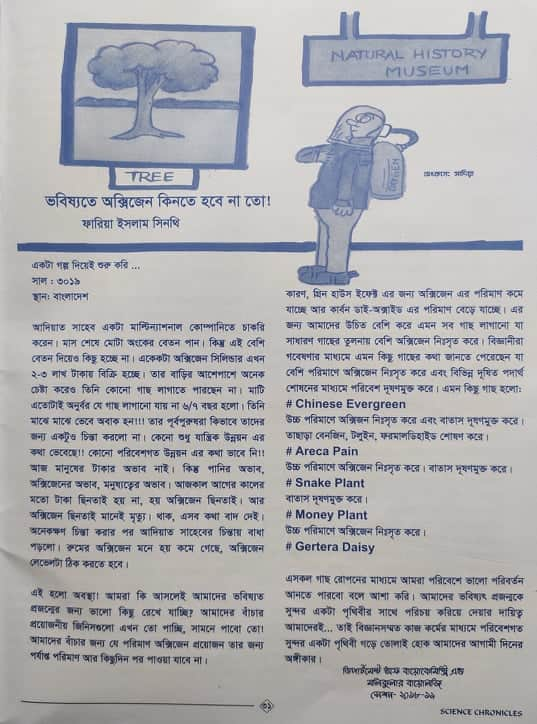 NATURAL HISTORY
MUSEUM
OXYGEN
TREE
ভবিষ্যতে অক্সিজেন কিনতে হবে না তো!
ফারিয়া ইসলাম সিনথি
একটা গল্প দিয়েই শুরু করি ...
সাল : ৩০১৯
স্থান: বাংলাদেশ
আদিয়াত সাহেব একটা মাল্টিন্যাশনাল কোম্পানিতে চাকরি
করেন। মাস শেষে মোটা অংকের বেতন পান। কিন্তু এই বেশি
বেতন দিয়েও কিছু হচ্ছে না। একেকটা অক্সিজেন সিলিন্ডার এখন
২-৩ লাখ টাকায় বিক্রি হচ্ছে। তার বাড়ির আশেপাশে অনেক
চেষ্টা করেও তিনি কোনো গাছ লাগাতে পারছেন না। মাটি
এতোটাই অনুর্বর যে গাছ লাগানো যায় না ৬/৭ বছর হলো। তিনি
মাঝে মাঝে ভেবে অবাক হন!!! তার পূর্বপুরুষরা কিভাবে তাদের
জন্য একটুও চিন্তা করলো না। কেনো শুধু যান্ত্রিক উন্নয়ন এর
কথা ভেবেছে!! কোনো পরিবেশগত উন্নয়ন এর কথা ভাবে নি!!
আজ মানুষের টাকার অভাব নাই। কিন্তু পানির অভাব,
অক্সিজেনের অভাব, মনুষ্যত্বের অভাব। আজকাল আগের কালের
মতো টাকা ছিনতাই হয় না, হয় অক্সিজেন ছিনতাই। আর
অক্সিজেন ছিনতাই মানেই মৃত্যু। থাক, এসব কথা বাদ দেই।
অনেকক্ষণ চিন্তা করার পর আদিয়াত সাহেবের চিন্তায় বাধা
পড়লো। রুমের অক্সিজেন মনে হয় কমে গেছে, অক্সিজেন
লেভেলটা ঠিক করতে হবে।
এই হলো অবস্থা! আমরা কি আসলেই আমাদের ভবিষ্যত
প্রজন্মের জন্য ভালো কিছু রেখে যাচ্ছি? আমাদের বাঁচার
প্রয়োজনীয় জিনিসগুলো এখন তো পাচ্ছি, সামনে পাবো তো!
আমাদের বাঁচার জন্য যে পরিমাণ অক্সিজেন প্রয়োজন তার জন্য
পর্যাপ্ত পরিমাণ আর কিছুদিন পর পাওয়া যাবে না।
কারণ, গ্রিন হাউস ইফেক্ট এর জন্য অক্সিজেন এর পরিমাণ কমে
যাচ্ছে আর কার্বন ডাই-অক্সাইড এর পরিমাণ বেড়ে যাচ্ছে। এর
জন্য আমাদের উচিত বেশি করে এমন সব গাছ লাগানো যা
সাধারণ গাছের তুলনায় বেশি অক্সিজেন নিঃসৃত করে। বিজ্ঞানীরা
গবেষণার মাধ্যমে এমন কিছু গাছের কথা জানতে পেরেছেন যা
বেশি পরিমাণে অক্সিজেন নিঃসৃত করে এবং বিভিন্ন দূষিত পদার্থ
শোষনের মাধ্যমে পরিবেশ দূষণমুক্ত করে। এমন কিছু গাছ হলো:
# Chinese Evergreen
উচ্চ পরিমাণে অক্সিজন নিঃসৃত করে এবং বাতাস দূষণমুক্ত করে।
তাছাড়া বেনজিন, টলুইন, ফরমালডিহাইড শোষণ করে।
# Areca Pain
উচ্চ পরিমাণে অক্সিজেন নিঃসৃত করে। বাতাস দূষণমুক্ত করে।
# Snake Plant
বাতাস দূষণমুক্ত করে।
# Money Plant
উচ্চ পরিমাণে অক্সিজেন নিঃসৃত করে।
# Gertera Daisy
এসকল গাছ রোপনের মাধ্যমে আমরা পরিবেশে ভালো পরিবর্তন
আনতে পারবো বলে আশা করি। আমাদের ভবিষ্যৎ প্রজন্মকে
সুন্দর একটা পৃথিবীর সাথে পরিচয় করিয়ে দেয়ার দায়িত্ব
আমাদেরই... তাই বিজ্ঞানসম্মত কাজ কর্মের মাধ্যমে পরিবেশগত
সুন্দর একটা পৃথিবী গড়ে তোলাই হোক আমাদের আগামী দিনের
অঙ্গীকার।
ডিপার্টমেন্ট অফ বায়োকেমিস্ট্রি এন্ড
মলিকুলার বায়োলজি
সেশন- ২০১৮-১৯
৩৯
SCIENCE CHRONICLES